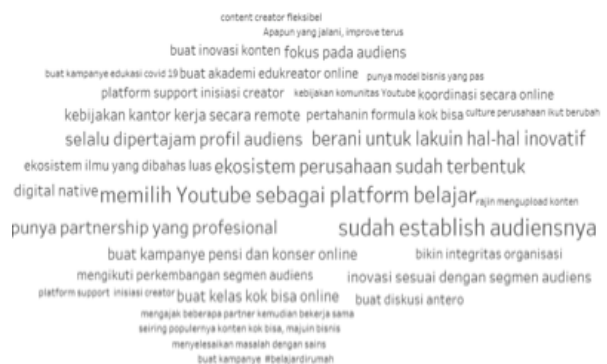 content creator fleksibel
Apapun yang jalani, improve terus
buat inovasi konten fokus pada audiens
buat kampanye edukasi covid 19 buat akademi edukreator online punya model bisnis yang pas
platform support inisiasi creator kebijakan komunitas Youtube koordinasi secara online
kebijakan kantor kerja secara remote pertahanin formula kok bisa culture perusahaan ikut berubah
selalu dipertajam profil audiens berani untuk lakuin hal-hal inovatif
ekosistem ilmu yang dibahas luas ekosistem perusahaan sudah terbentuk
digital native memilih Youtube sebagai platform belajar rajin mengupload konten
punya partnership yang profesional sudah establish audiensnya
buat kampanye pensi dan konser online bikin integritas organisasi
mengikuti perkembangan segmen audiens inovasi sesuai dengan segmen audiens
platform support inisiasi creator buat kelas kok bisa online buat diskusi antero
mengajak beberapa partner kemudian bekerja sama
seiring populernya konten kok bisa, majuin bisnis
menyelesaikan masalah dengan sains
buat kampanye #belajardirumah